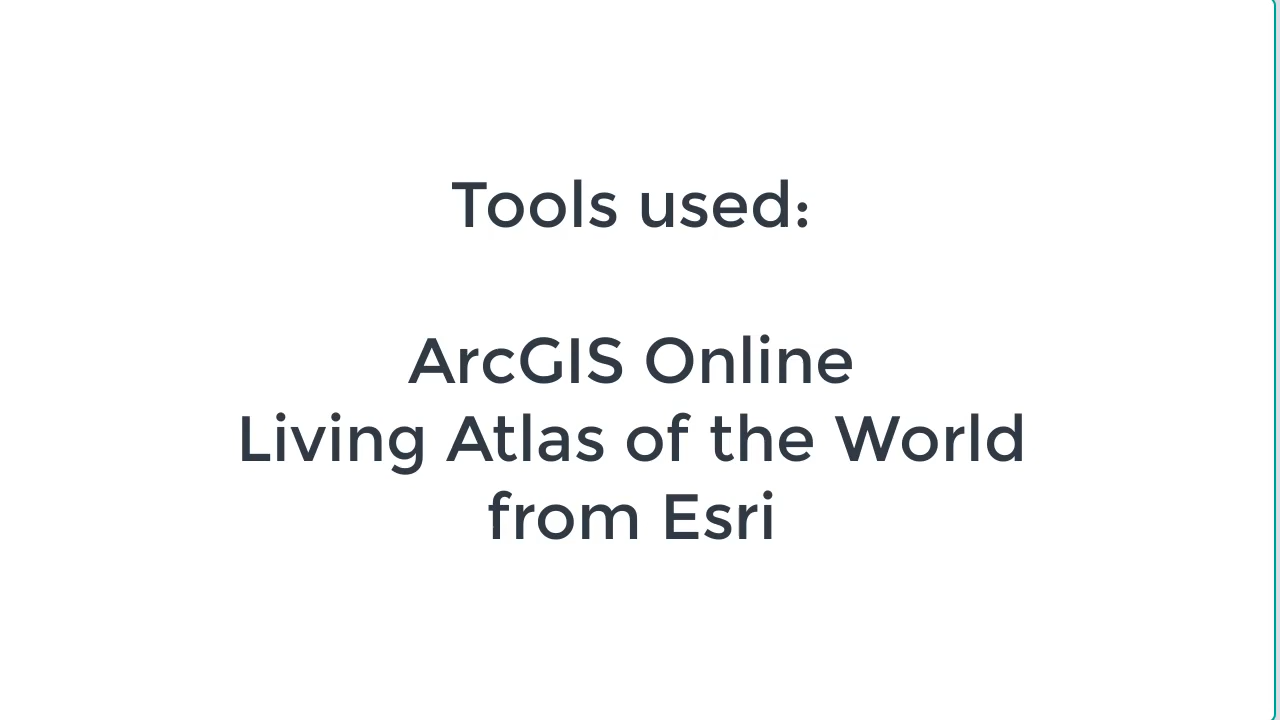 Tools used:
ArcGIS Online
Living Atlas of the World
from Esri